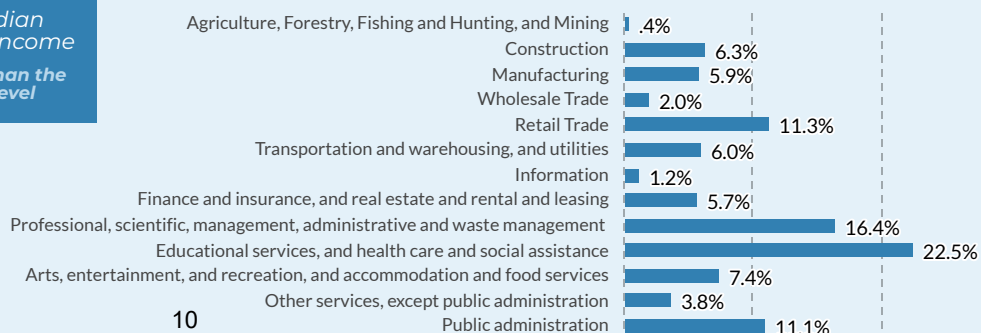 ncome
evel
Agriculture, Forestry, Fishing and Hunting, and Mining .4%
Construction 6.3%
Manufacturing 5.9%
Wholesale Trade 2.0%
Retail Trade 11.3%
Transportation and warehousing, and utilities 6.0%
Information 1.2%
Finance and insurance, and real estate and rental and leasing 5.7%
Professional, scientific, management, administrative and waste management 16.4%
Educational services, and health care and social assistance 22.5%
Arts, entertainment, and recreation, and accommodation and food services 7.4%
Other services, except public administration 3.8%
Public administration 11.1%
10